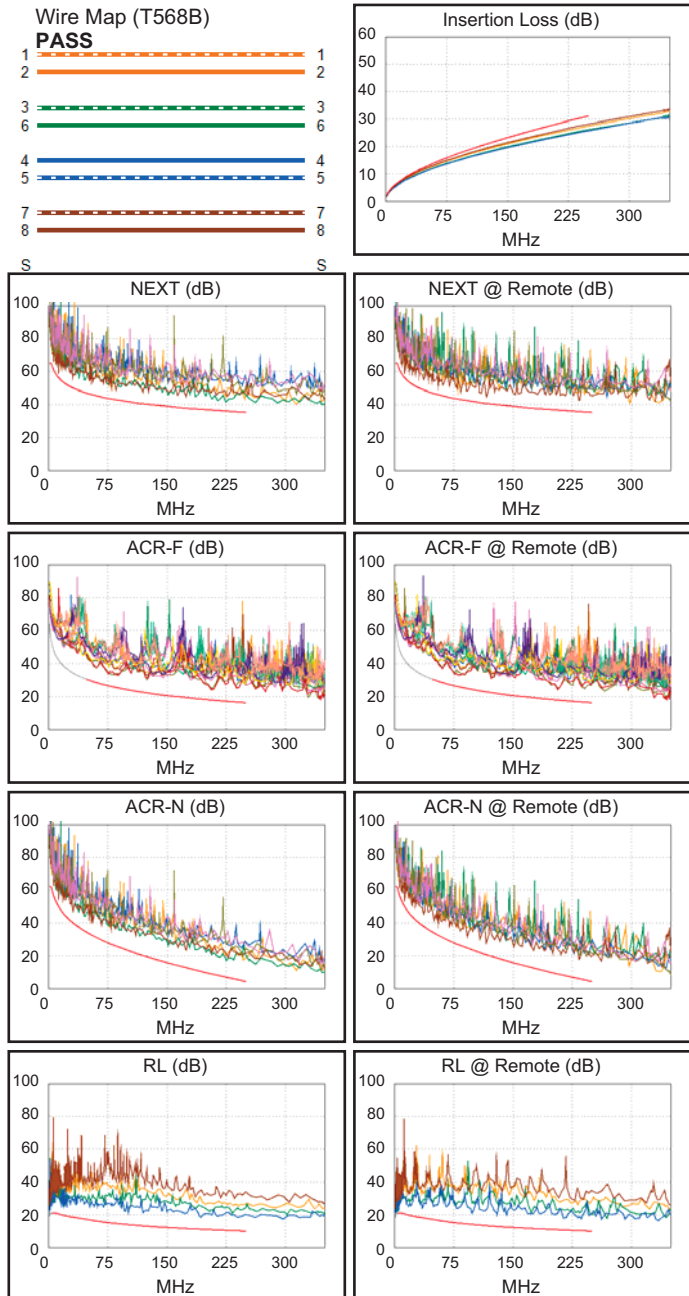 Wire Map (T568B)
PASS
1 1
2 2
3 3
6 6
4 4
5 5
7 7
8 8
S S
Insertion Loss (dB)
60
50
40
30
20
10
0
0 75 150 225 300
MHz
NEXT (dB)
100
80
60
40
20
0
0 75 150 225 300
MHz
NEXT @ Remote (dB)
100
80
60
40
20
0
0 75 150 225 300
MHz
ACR-F (dB)
100
80
60
40
20
0
0 75 150 225 300
MHz
ACR-F @ Remote (dB)
100
80
60
40
20
0
0 75 150 225 300
MHz
ACR-N (dB)
100
80
60
40
20
0
0 75 150 225 300
MHz
ACR-N @ Remote (dB)
100
80
60
40
20
0
0 75 150 225 300
MHz
RL (dB)
100
80
60
40
20
0
0 75 150 225 300
MHz
RL @ Remote (dB)
100
80
60
40
20
0
0 75 150 225 300
MHz